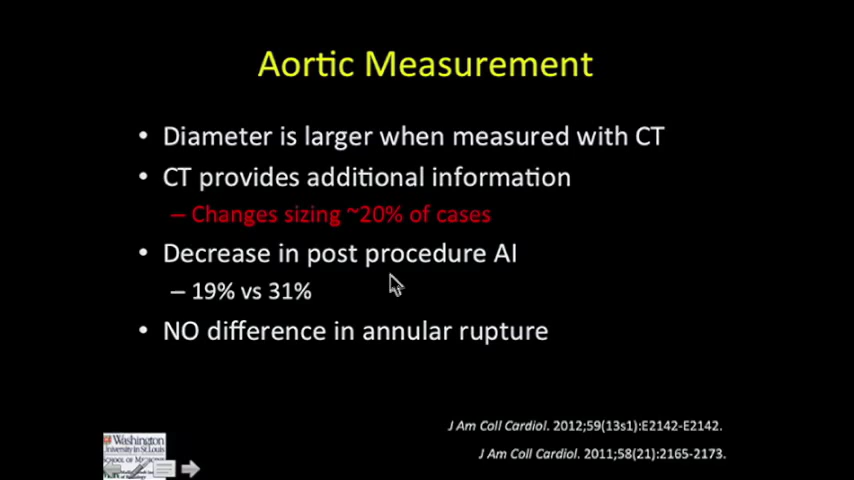 Aortic Measurement
• Diameter is larger when measured with CT
• CT provides additional information
– Changes sizing ~20% of cases
• Decrease in post procedure AI
– 19% vs 31%
• NO difference in annular rupture
J Am Coll Cardiol. 2012;59(13s1):E2142-E2142.
J Am Coll Cardiol. 2011;58(21):2165-2173.
Washington
University in St. Louis
SCHOOL OF